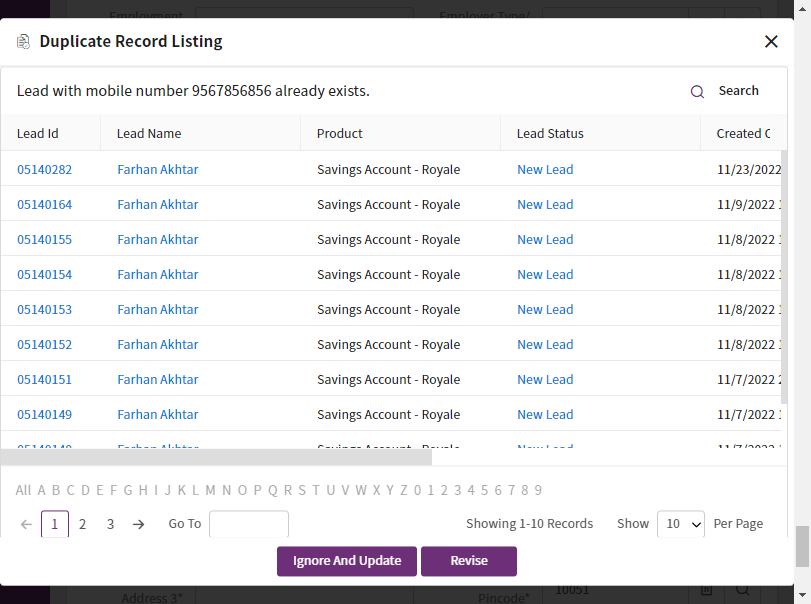 Employment Employer Type/
Duplicate Record Listing
Lead with mobile number 9567856856 already exists. Search
Lead Id Lead Name Product Lead Status Created
05140282 Farhan Akhtar Savings Account - Royale New Lead 11/23/2022
05140164 Farhan Akhtar Savings Account - Royale New Lead 11/9/2022
05140155 Farhan Akhtar Savings Account - Royale New Lead 11/8/2022
05140154 Farhan Akhtar Savings Account - Royale New Lead 11/8/2022
05140153 Farhan Akhtar Savings Account - Royale New Lead 11/8/2022
05140152 Farhan Akhtar Savings Account - Royale New Lead 11/8/2022
05140151 Farhan Akhtar Savings Account - Royale New Lead 11/7/2022
05140149 Farhan Akhtar Savings Account - Royale New Lead 11/7/2022
Farhan Akhtar Savings Account - Royale New Lead
All A B C D E F G H I J K L M N O P Q R S T U V W X Y Z 0 1 2 3 4 5 6 7 8 9
1 2 3 Go To Showing 1-10 Records Show 10 Per Page
Ignore And Update Revise
Address 3* Pincode* 10051